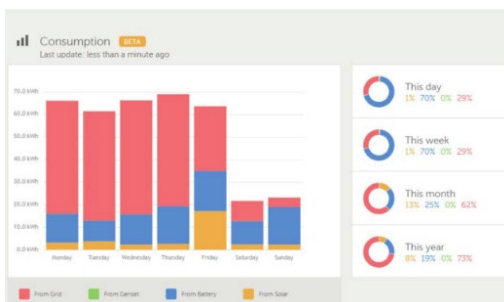 Consumption BETA
Last update: less than a minute ago
70.0 kWh
60.0 kWh
50.0 kWh
40.0 kWh
30.0 kWh
20.0 kWh
10.0 kWh
0.0 kWh
Monday Tuesday Wednesday Thursday Friday Saturday Sunday
From Grid From Genset From Battery From Solar
This day
1% 70% 0% 29%
This week
1% 70% 0% 29%
This month
13% 25% 0% 62%
This year
8% 19% 0% 73%